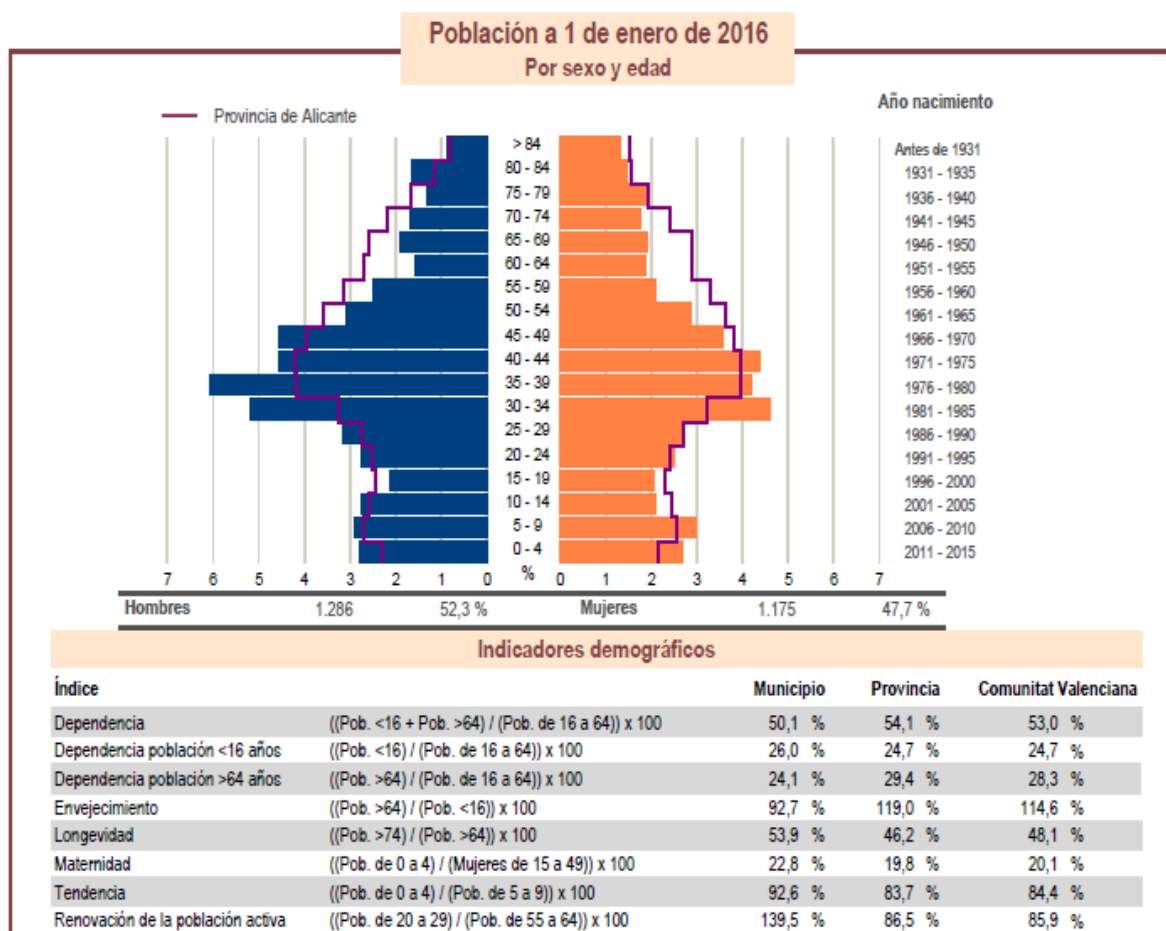 Población a 1 de enero de 2016
Por sexo y edad
Provincia de Alicante
Año nacimiento
> 84 Antes de 1931
80 - 84 1931 - 1935
75 - 79 1936 - 1940
70 - 74 1941 - 1945
65 - 69 1946 - 1950
60 - 64 1951 - 1955
55 - 59 1956 - 1960
50 - 54 1961 - 1965
45 - 49 1966 - 1970
40 - 44 1971 - 1975
35 - 39 1976 - 1980
30 - 34 1981 - 1985
25 - 29 1986 - 1990
20 - 24 1991 - 1995
15 - 19 1996 - 2000
10 - 14 2001 - 2005
5 - 9 2006 - 2010
0 - 4 2011 - 2015
7 6 5 4 3 2 1 0 % 0 1 2 3 4 5 6 7
Hombres 1.286 52,3 % Mujeres 1.175 47,7 %
Indicadores demográficos
Índice Municipio Provincia Comunitat Valenciana
Dependencia ((Pob. <16 + Pob. >64) / (Pob. de 16 a 64)) x 100 50,1 % 54,1 % 53,0 %
Dependencia población <16 años ((Pob. <16) / (Pob. de 16 a 64)) x 100 26,0 % 24,7 % 24,7 %
Dependencia población >64 años ((Pob. >64) / (Pob. de 16 a 64)) x 100 24,1 % 29,4 % 28,3 %
Envejecimiento ((Pob. >64) / (Pob. <16)) x 100 92,7 % 119,0 % 114,6 %
Longevidad ((Pob. >74) / (Pob. >64)) x 100 53,9 % 46,2 % 48,1 %
Maternidad ((Pob. de 0 a 4) / (Mujeres de 15 a 49)) x 100 22,8 % 19,8 % 20,1 %
Tendencia ((Pob. de 0 a 4) / (Pob. de 5 a 9)) x 100 92,6 % 83,7 % 84,4 %
Renovación de la población activa ((Pob. de 20 a 29) / (Pob. de 55 a 64)) x 100 139,5 % 86,5 % 85,9 %